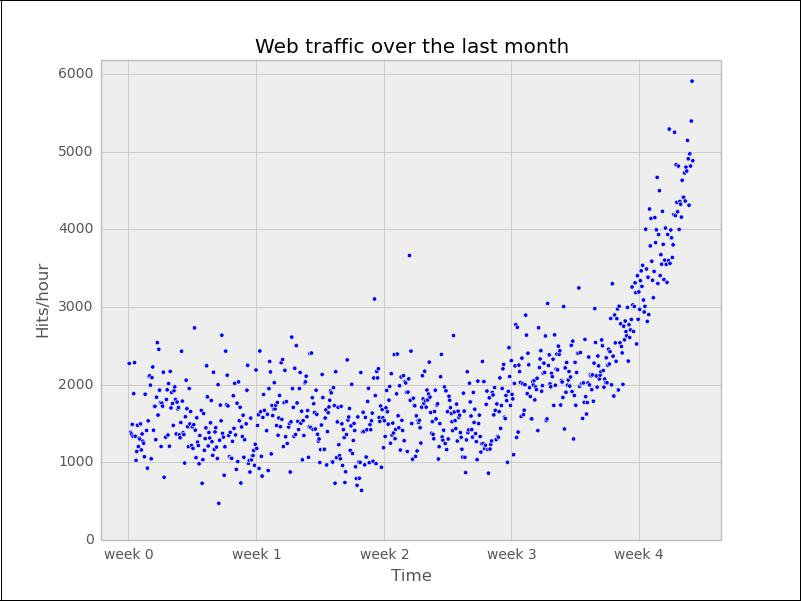 Web traffic over the last month
6000
5000
4000
3000
2000
1000
0
Hits/hour
week 0 week 1 week 2 week 3 week 4
Time